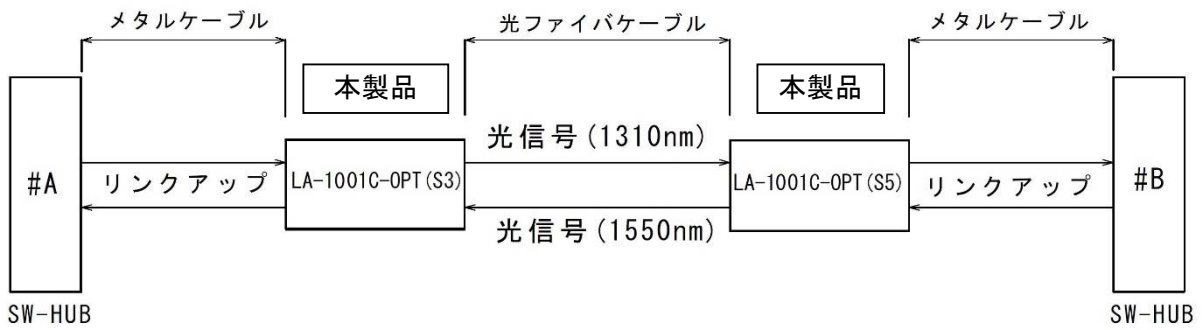 メタルケーブル
光ファイバケーブル
メタルケーブル
本製品
本製品
光信号(1310nm)
#A
リンクアップ
LA-1001C-OPT(S3)
LA-1001C-OPT(S5)
リンクアップ
#B
光信号(1550nm)
SW-HUB
SW-HUB